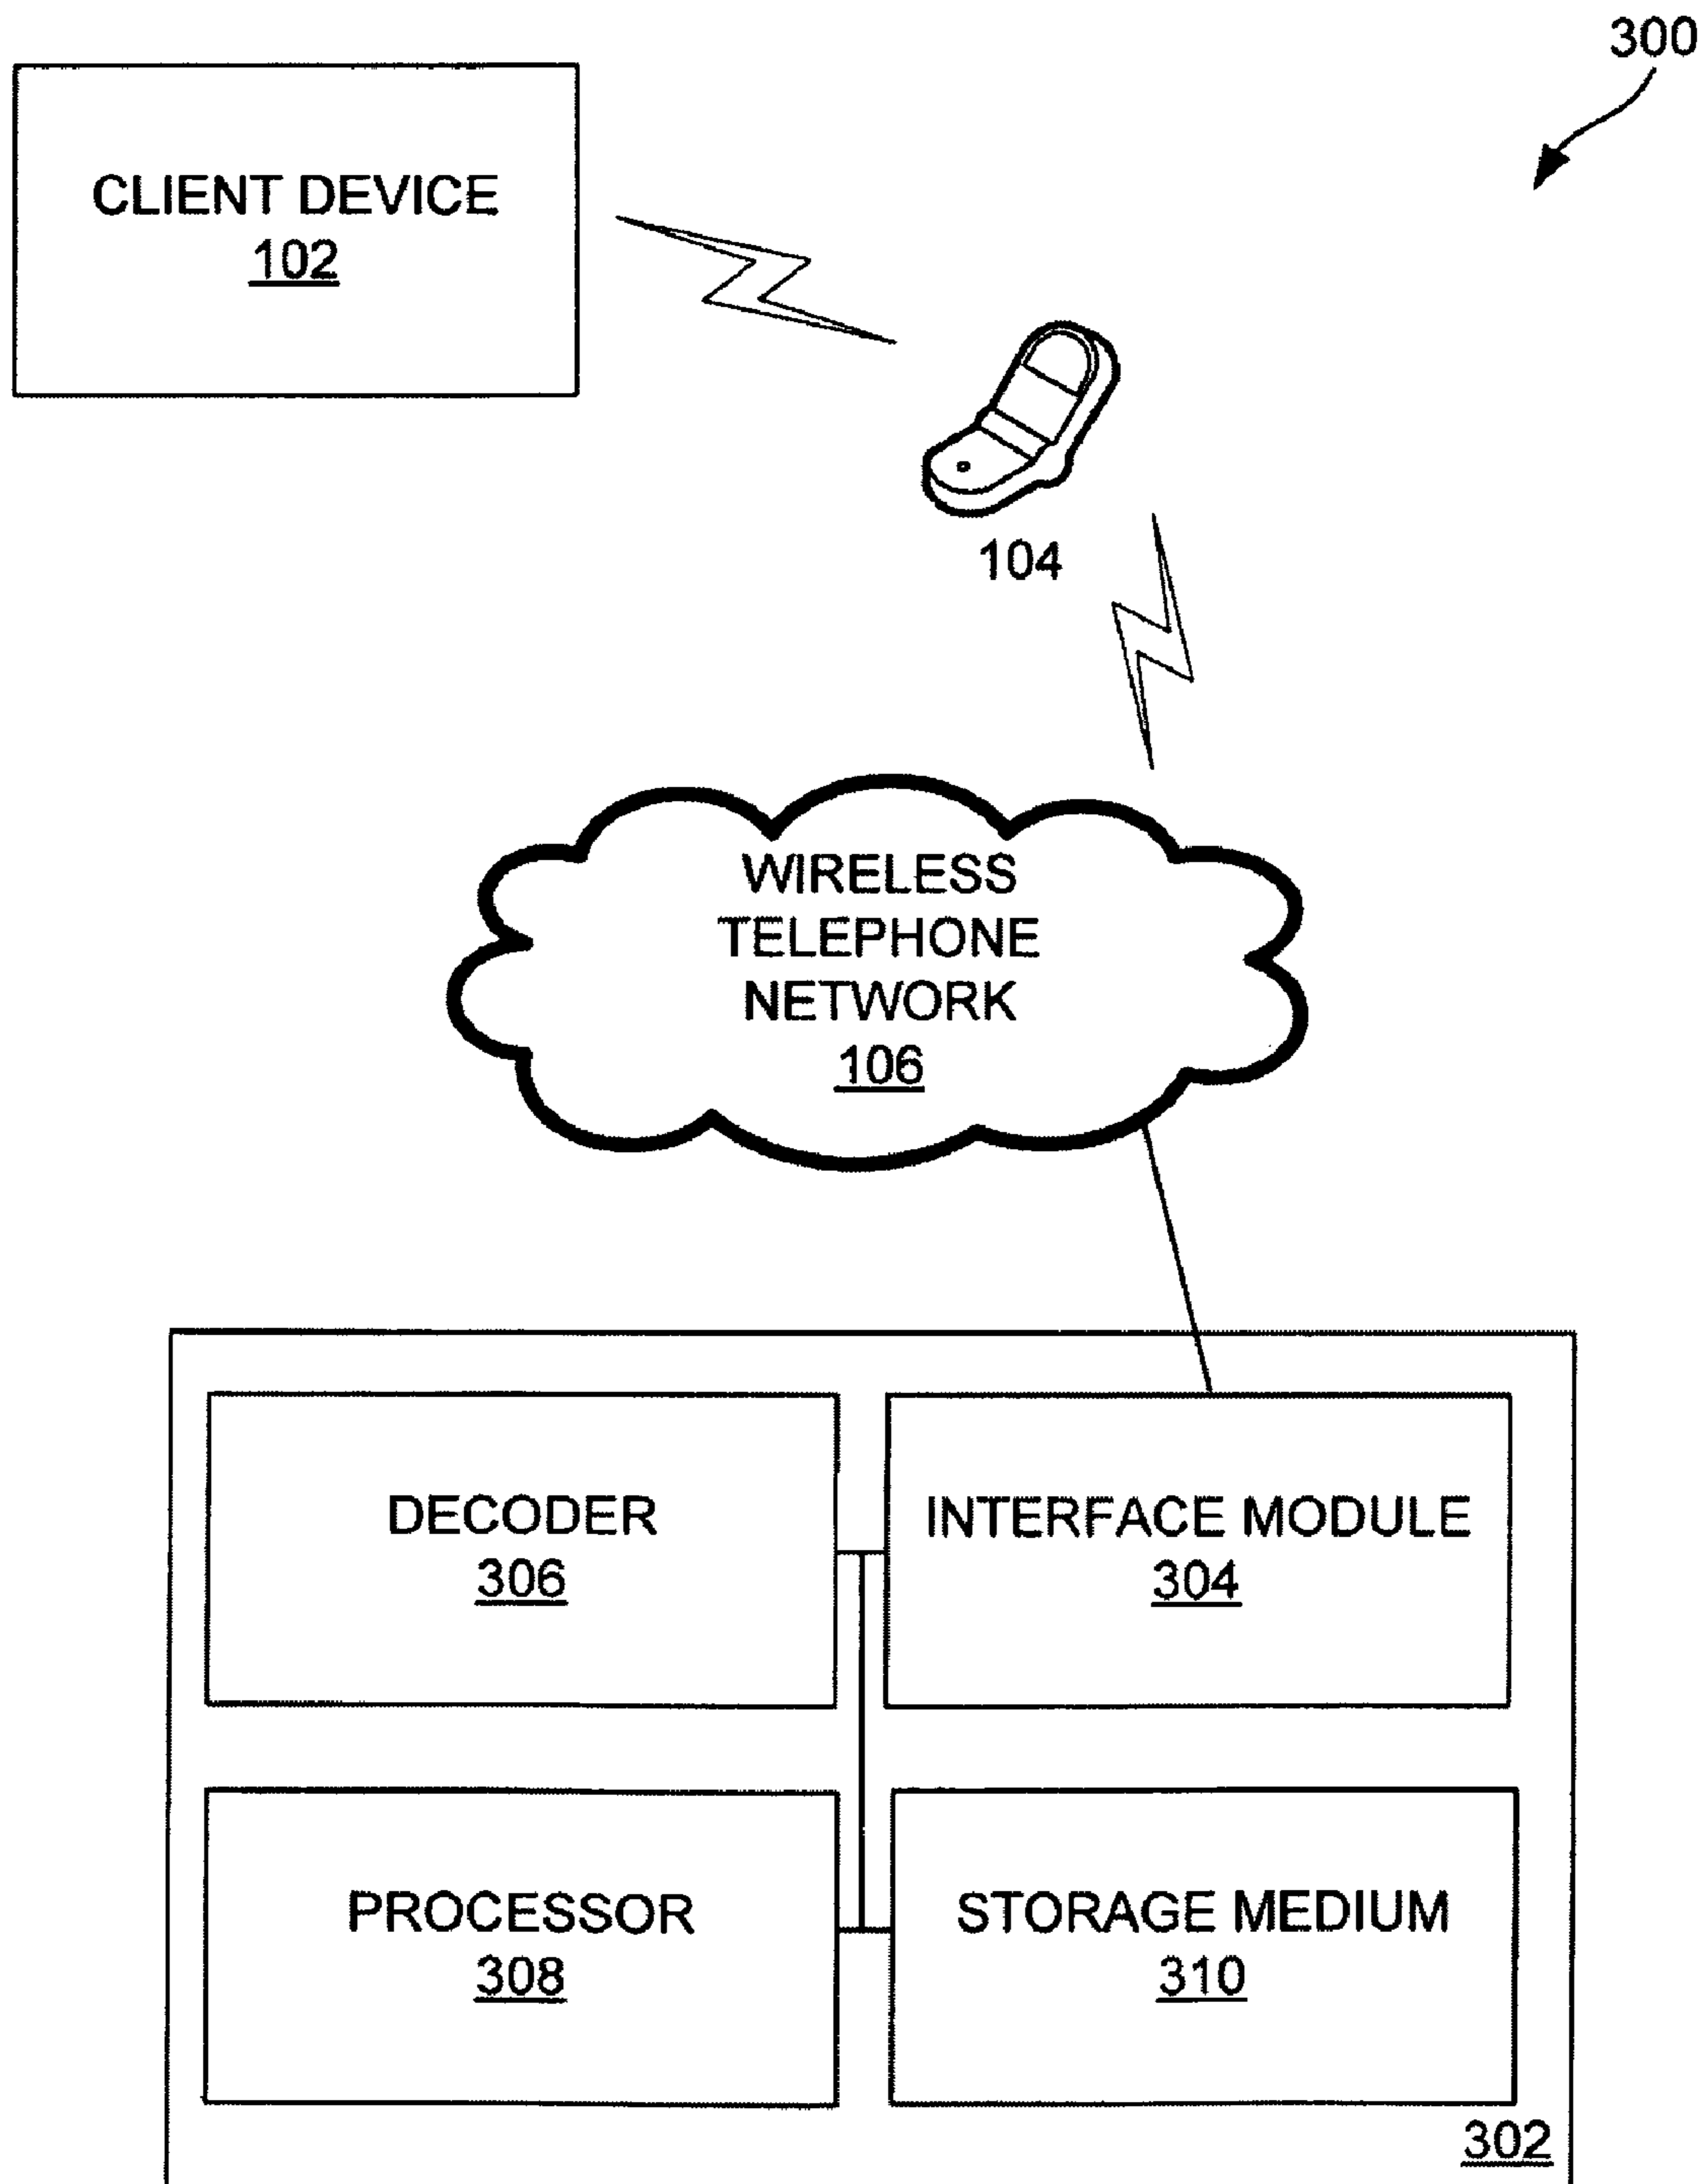 300
CLIENT DEVICE
102
104
WIRELESS
TELEPHONE
NETWORK
106
DECODER
306
INTERFACE MODULE
304
PROCESSOR
308
STORAGE MEDIUM
310
302